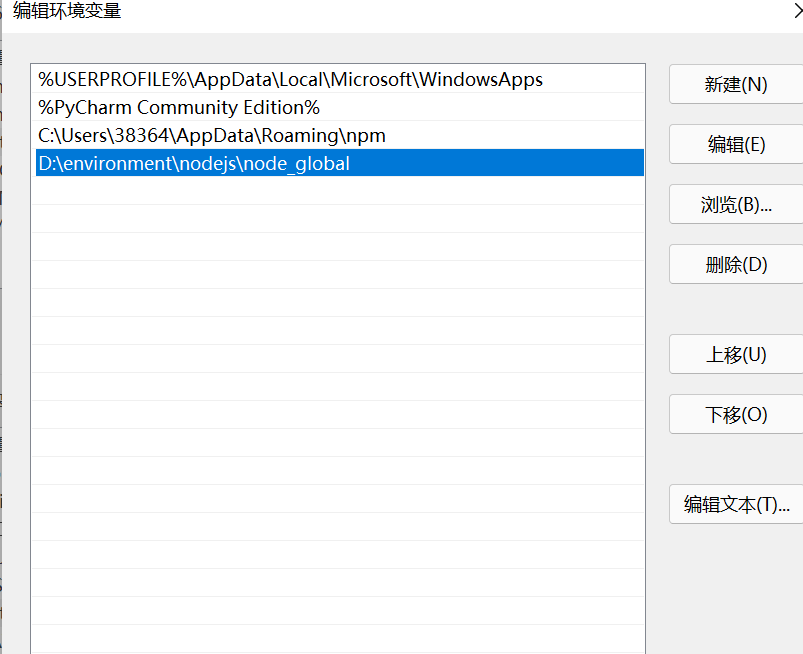 编辑环境变量
%USERPROFILE%\AppData\Local\Microsoft\WindowsApps
%PyCharm Community Edition%
C:\Users\38364\AppData\Roaming\npm
D:\environment\nodejs\node_global
新建(N)
编辑(E)
浏览(B)...
删除(D)
上移(U)
下移(O)
编辑文本(T)...